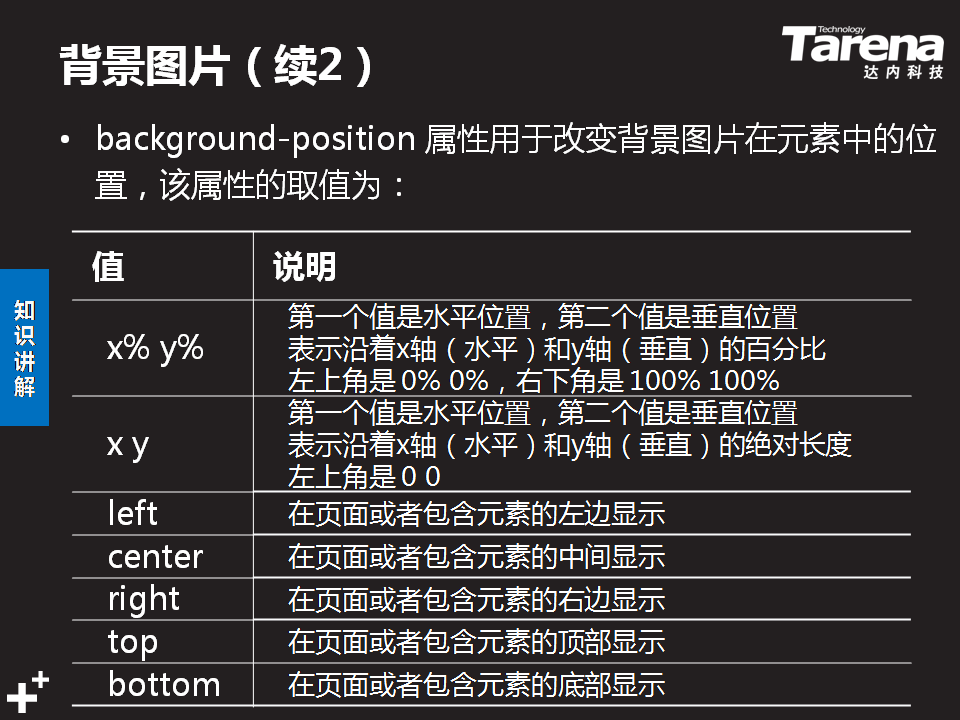 背景图片（续2）
Technology
Tarena
达内科技
• background-position 属性用于改变背景图片在元素中的位
置，该属性的取值为：
知识讲解
值 说明
x% y%
第一个值是水平位置，第二个值是垂直位置
表示沿着x轴（水平）和y轴（垂直）的百分比
左上角是 0% 0%，右下角是 100% 100%
x y
第一个值是水平位置，第二个值是垂直位置
表示沿着x轴（水平）和y轴（垂直）的绝对长度
左上角是 0 0
left 在页面或者包含元素的左边显示
center 在页面或者包含元素的中间显示
right 在页面或者包含元素的右边显示
top 在页面或者包含元素的顶部显示
bottom 在页面或者包含元素的底部显示